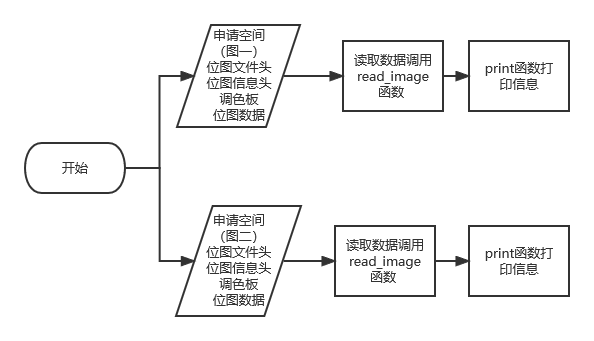 开始
申请空间
（图一）
位图文件头
位图信息头
调色板
位图数据
读取数据调用
read_image
函数
print函数打
印信息
申请空间
（图二）
位图文件头
位图信息头
调色板
位图数据
读取数据调用
read_image
函数
print函数打
印信息